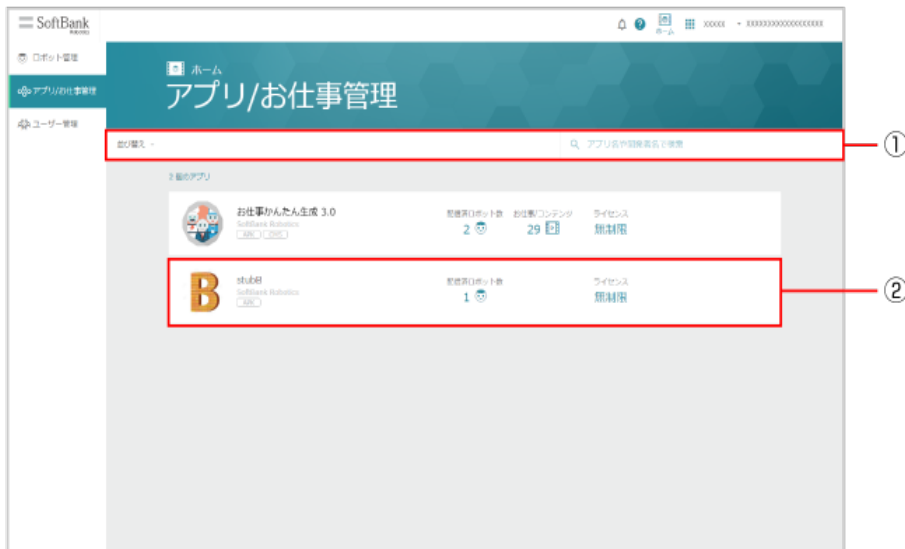 SoftBank
ホーム
xxxxx
ロボット管理
アプリ/お仕事管理
ユーザー管理
ホーム
アプリ/お仕事管理
並び替え
アプリ名や開発者名で検索
①
2 個のアプリ
お仕事かんたん生成 3.0
SoftBank Robotics
配信済ロボット数
お仕事/コンテンツ
ライセンス
2
29
無制限
stubB
SoftBank Robotics
配信済ロボット数
ライセンス
1
無制限
②